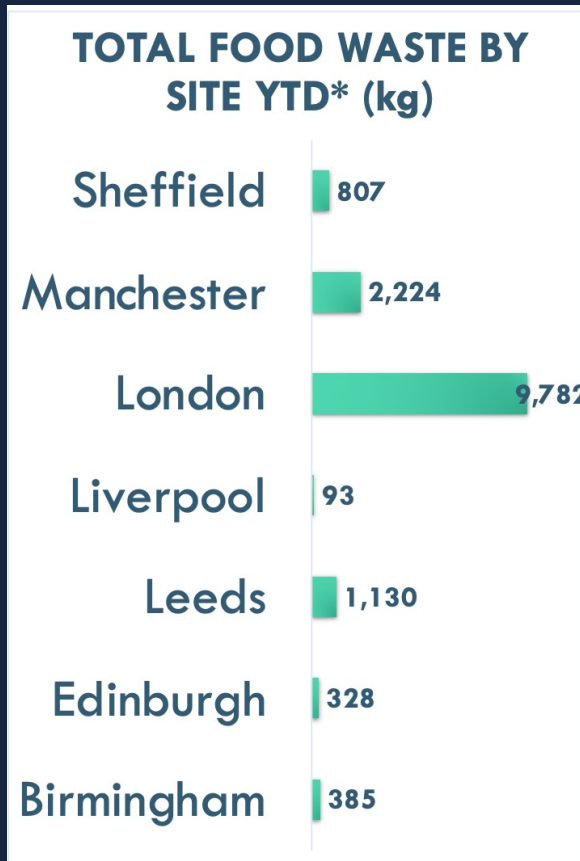 TOTAL FOOD WASTE BY
SITE YTD* (kg)
Sheffield 807
Manchester 2,224
London 9,782
Liverpool 93
Leeds 1,130
Edinburgh 328
Birmingham 385